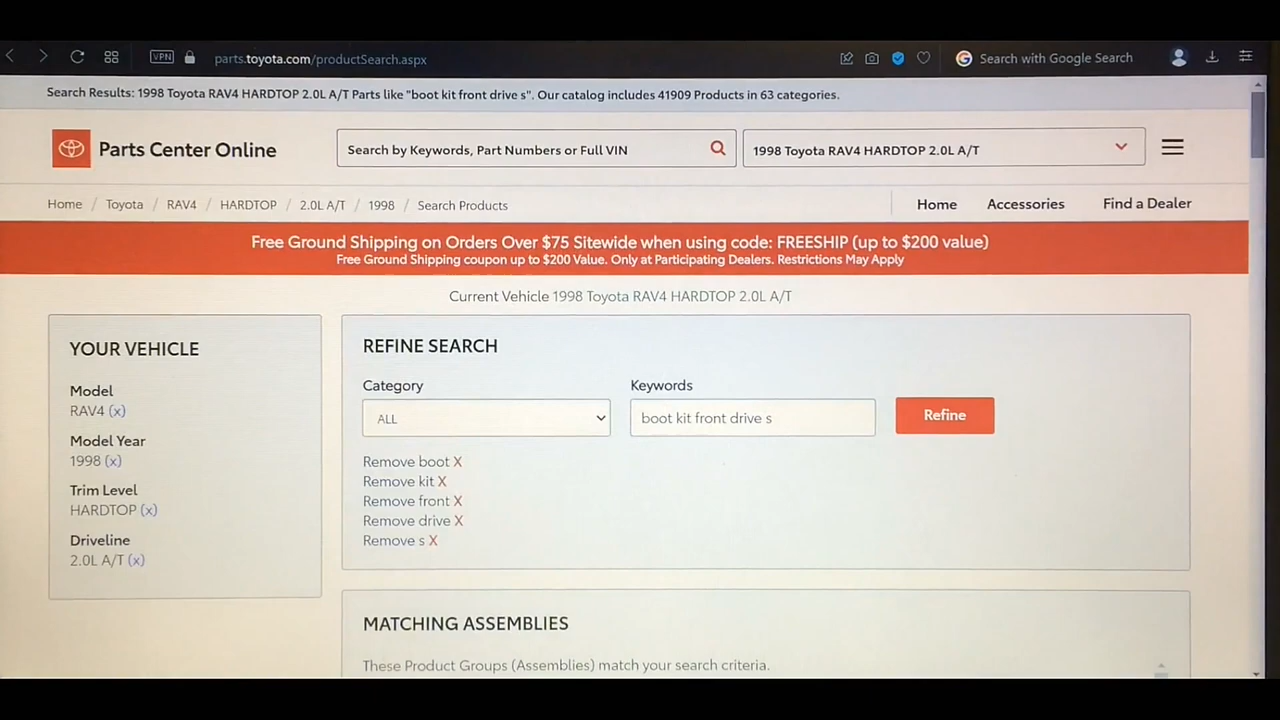 VPN
parts.toyota.com/productSearch.aspx
Search with Google Search
Search Results: 1998 Toyota RAV4 HARDTOP 2.0L A/T Parts like "boot kit front drive s". Our catalog includes 41909 Products in 63 categories.
Parts Center Online
Search by Keywords, Part Numbers or Full VIN
1998 Toyota RAV4 HARDTOP 2.0L A/T
Home / Toyota / RAV4 / HARDTOP / 2.0L A/T / 1998 / Search Products
Home Accessories Find a Dealer
Free Ground Shipping on Orders Over $75 Sitewide when using code: FREESHIP (up to $200 value)
Free Ground Shipping coupon up to $200 Value. Only at Participating Dealers. Restrictions May Apply
Current Vehicle 1998 Toyota RAV4 HARDTOP 2.0L A/T
YOUR VEHICLE
Model
RAV4 (x)
Model Year
1998 (x)
Trim Level
HARDTOP (x)
Driveline
2.0L A/T (x)
REFINE SEARCH
Category
ALL
Keywords
boot kit front drive s
Refine
Remove boot X
Remove kit X
Remove front X
Remove drive X
Remove s X
MATCHING ASSEMBLIES
These Product Groups (Assemblies) match your search criteria.